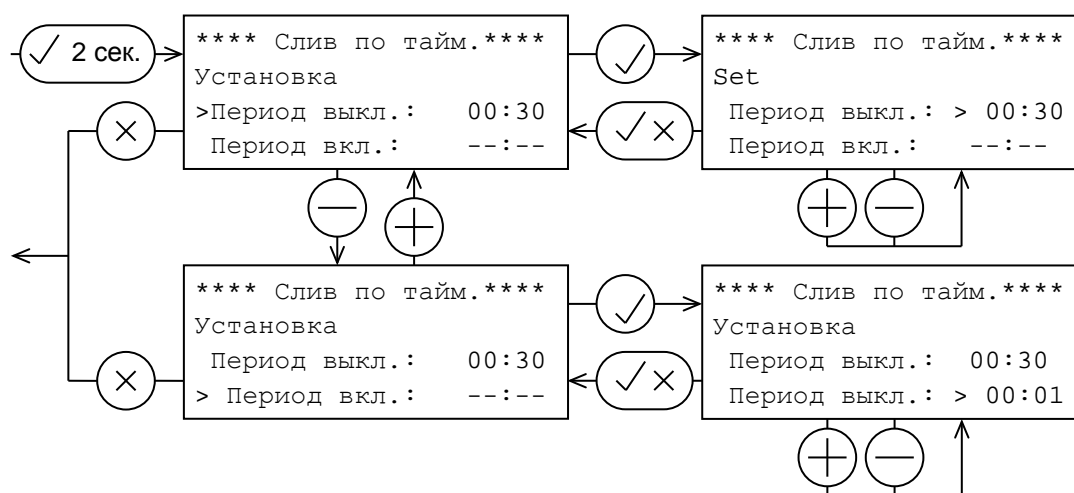 ✓ 2 сек.
**** Слив по тайм.****
Установка
>Период выкл.: 00:30
Период вкл.: --:--
**** Слив по тайм.****
Set
Период выкл.: > 00:30
Период вкл.: --:--
**** Слив по тайм.****
Установка
Период выкл.: 00:30
> Период вкл.: --:--
**** Слив по тайм.****
Установка
Период выкл.: 00:30
Период выкл.: > 00:01